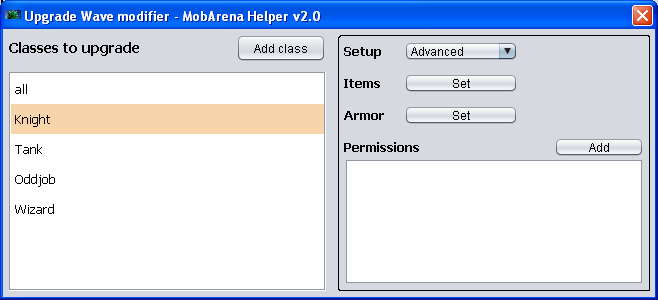 Upgrade Wave modifier - MobArena Helper v2.0
Classes to upgrade
Add class
all
Knight
Tank
Oddjob
Wizard
Setup Advanced
Items Set
Armor Set
Permissions Add